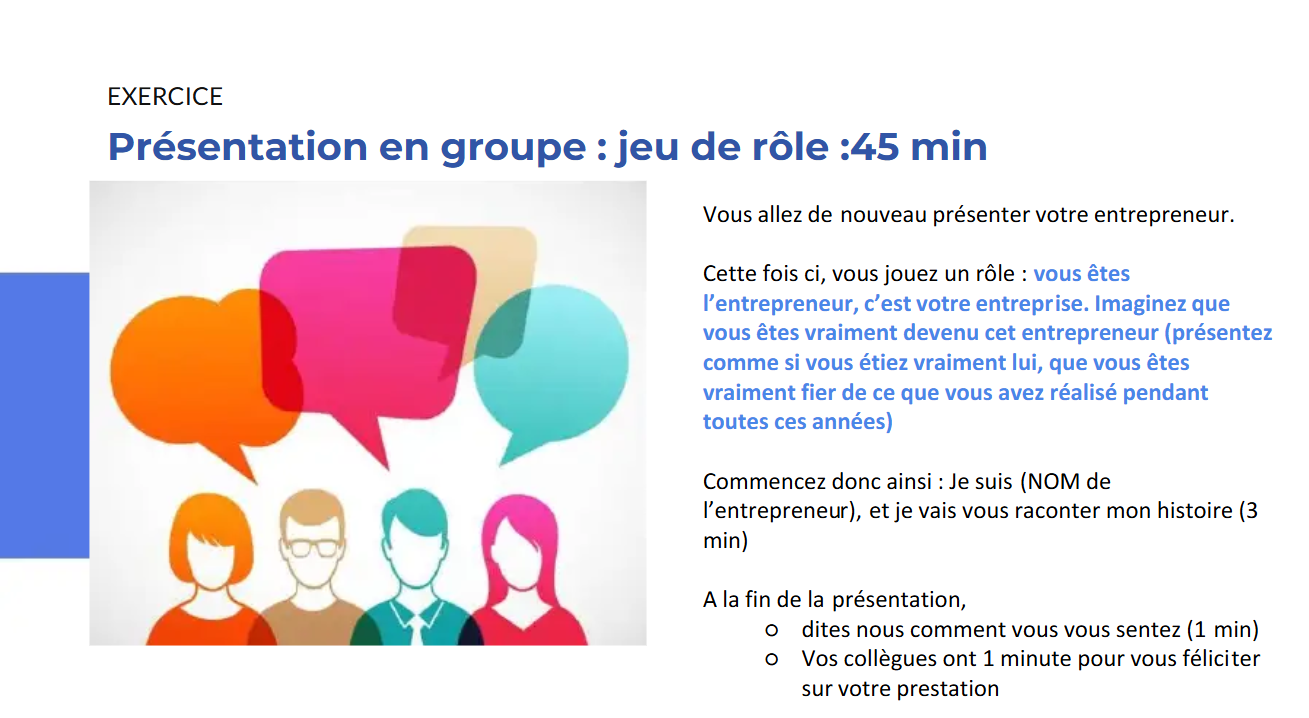 EXERCICE
Présentation en groupe : jeu de rôle :45 min
Vous allez de nouveau présenter votre entrepreneur.
Cette fois ci, vous jouez un rôle : vous êtes
l’entrepreneur, c’est votre entreprise. Imaginez que
vous êtes vraiment devenu cet entrepreneur (présentez
comme si vous étiez vraiment lui, que vous êtes
vraiment fier de ce que vous avez réalisé pendant
toutes ces années)
Commencez donc ainsi : Je suis (NOM de
l’entrepreneur), et je vais vous raconter mon histoire (3
min)
A la fin de la présentation,
○ dites nous comment vous vous sentez (1 min)
○ Vos collègues ont 1 minute pour vous féliciter
sur votre prestation